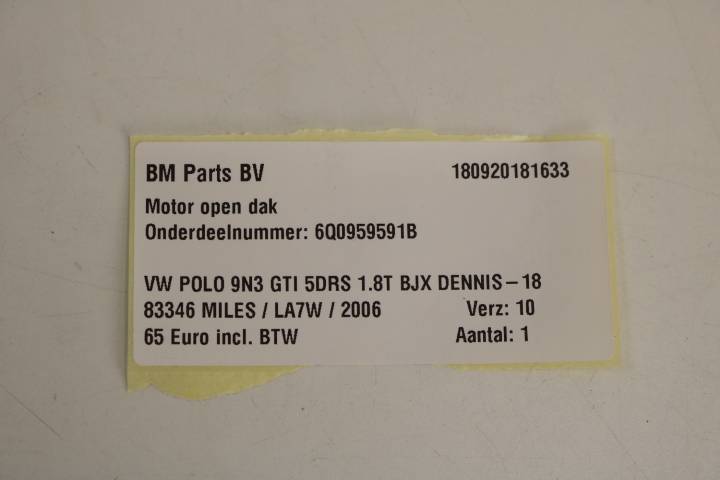 BM Parts BV 180920181633
Motor open dak
Onderdeelnummer: 6Q0959591B
VW POLO 9N3 GTI 5DRS 1.8T BJX DENNIS-18
83346 MILES / LA7W / 2006 Verz: 10
65 Euro incl. BTW Aantal: 1